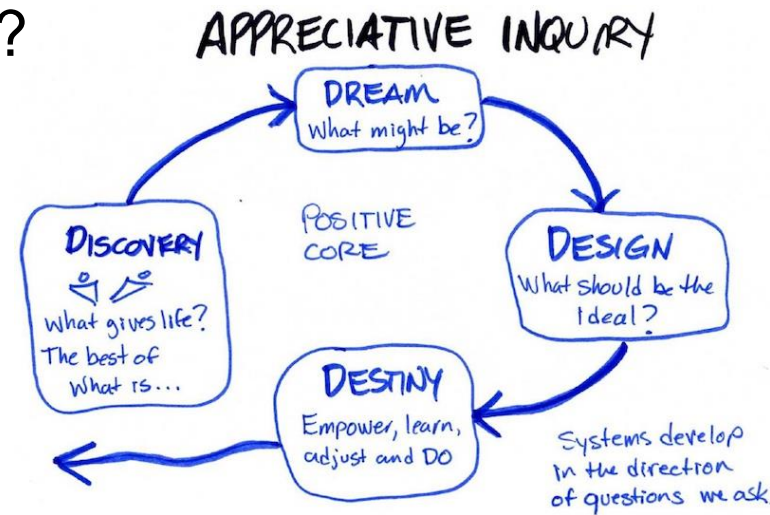 ?
APPRECIATIVE INQUIRY
DREAM
What might be?
POSITIVE
CORE
DISCOVERY
What gives life?
The best of
What is...
DESIGN
What should be the
Ideal?
DESTINY
Empower, learn,
adjust and DO
Systems develop
in the direction
of questions we ask